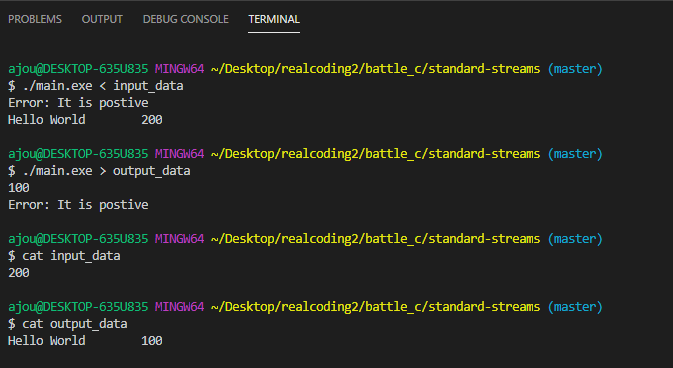 PROBLEMS OUTPUT DEBUG CONSOLE TERMINAL
ajou@DESKTOP-635U835 MINGW64 ~/Desktop/realcoding2/battle_c/standard-streams (master)
$ ./main.exe < input_data
Error: It is postive
Hello World        200
ajou@DESKTOP-635U835 MINGW64 ~/Desktop/realcoding2/battle_c/standard-streams (master)
$ ./main.exe > output_data
100
Error: It is postive
ajou@DESKTOP-635U835 MINGW64 ~/Desktop/realcoding2/battle_c/standard-streams (master)
$ cat input_data
200
ajou@DESKTOP-635U835 MINGW64 ~/Desktop/realcoding2/battle_c/standard-streams (master)
$ cat output_data
Hello World        100